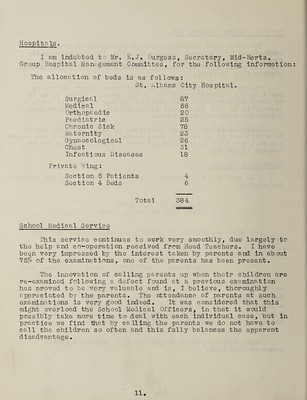 Hospitals.
I am indebted to Mr. E.J. Burgess, Secretary, Mid-Herts.
Group Hospital Management Committee, for the following information:
The allocation of beds is as follows:
St. Albans City Hospital.
Surgical 87
Medical 66
Orthopaedic 20
Paediatric 25
Chronic Sick 78
Maternity 23
Gynaecological 26
Chest 31
Infectious Diseases 18
Private Wing:
Section 5 Patients 4
Section 4 Beds 6
Total 384
School Medical Service
This service continues to work very smoothly, due largely to
the help and co-operation received from Head Teachers. I have
been very impressed by the interest taken by parents and in about
75% of the examinations, one of the parents has been present.
The innovation of calling parents up when their children are
re-examined following a defect found at a previous examination
has proved to be very valuable and is, I believe, thoroughly
appreciated by the parents. The attendance of parents at such
examinations is very good indeed. It was considered that this
might overload the School Medical Officers, in that it would
possibly take more time to deal with each individual case, but in
practice we find that by calling the parents we do not have to
call the children so often and this fully balances the apparent
disadvantage.
11.